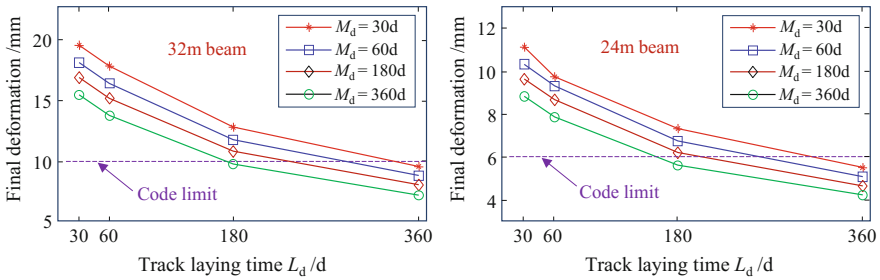 Final deformation /mm
20
15
10
5
32m beam
M_d = 30d
M_d = 60d
M_d = 180d
M_d = 360d
Code limit
30 60 180 360
Track laying time L_d /d
Final deformation /mm
12
10
8
6
4
24m beam
M_d = 30d
M_d = 60d
M_d = 180d
M_d = 360d
Code limit
30 60 180 360
Track laying time L_d /d